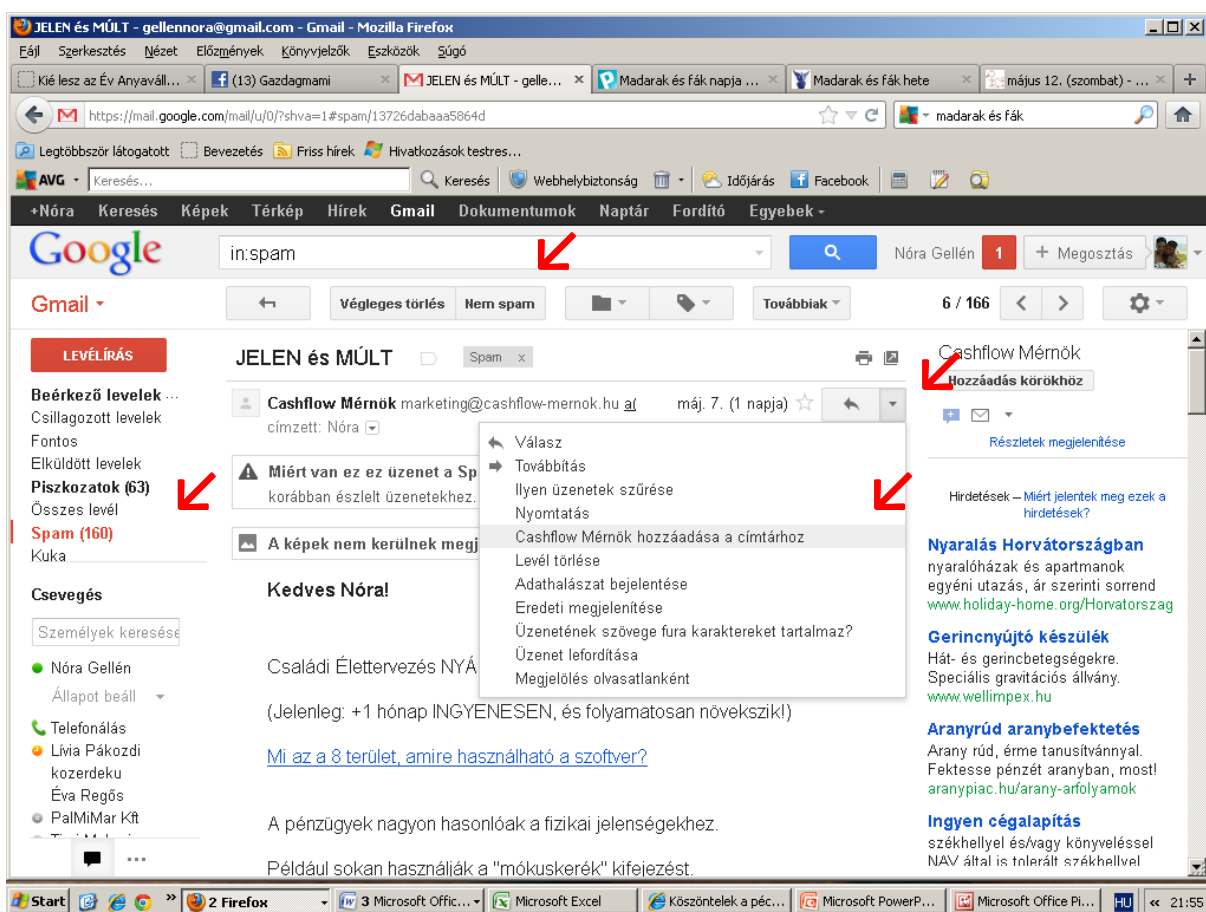 JELEN és MÚLT - gellennora@gmail.com - Gmail - Mozilla Firefox
Fájl Szerkesztés Nézet Előzmények Könyvjelzők Eszközök Súgó
Kié lesz az Év Anyaváll... (13) Gazdagmami JELEN és MÚLT - gelle... Madarak és fák napja ... Madarak és fák hete május 12. (szombat) - ...
https://mail.google.com/mail/u/0/?shva=1#spam/13726dabaaa5864d madarak és fák
Legtöbbször látogatott Bevezetés Friss hírek Hivatkozások testres...
AVG Keresés... Keresés Webhelybiztonság Időjárás Facebook
+Nóra Keresés Képek Térkép Hírek Gmail Dokumentumok Naptár Fordító Egyebek
Google in:spam Nóra Gellén 1 + Megosztás
Gmail Végleges törlés Nem spam Továbbiak 6 / 166
LEVÉLÍRÁS
Beérkező levelek ...
Csillagozott levelek
Fontos
Elküldött levelek
Piszkozatok (63)
Összes levél
Spam (160)
Kuka
Csevegés
Személyek keresése
Nóra Gellén
Állapot beáll
Telefonálás
Lívia Pákozdi
kozerdeku
Éva Regős
PalMiMar Kft
JELEN és MÚLT Spam x
Cashflow Mérnök marketing@cashflow-mernok.hu a( máj. 7. (1 napja)
címzett: Nóra
Miért van ez ez üzenet a Sp
korábban észlelt üzenetekhez.
A képek nem kerülnek megj
Válasz
Továbbítás
Ilyen üzenetek szűrése
Nyomtatás
Cashflow Mérnök hozzáadása a címtárhoz
Levél törlése
Adathalászat bejelentése
Eredeti megjelenítése
Üzenetének szövege fura karaktereket tartalmaz?
Üzenet lefordítása
Megjelölés olvasatlanként
Kedves Nóra!
Családi Élettervezés NYÁ
(Jelenleg: +1 hónap INGYENESEN, és folyamatosan növekszik!)
Mi az a 8 terület, amire használható a szoftver?
A pénzügyek nagyon hasonlóak a fizikai jelenségekhez.
Például sokan használják a "mókuskerék" kifejezést.
Cashflow Mérnök
Hozzáadás körökhöz
Részletek megjelenítése
Hirdetések – Miért jelentek meg ezek a
hirdetések?
Nyaralás Horvátországban
nyaralóházak és apartmanok
egyéni utazás, ár szerinti sorrend
www.holiday-home.org/Horvatorszag
Gerincnyújtó készülék
Hát- és gerincbetegségekre.
Speciális gravitációs állvány.
www.wellimpex.hu
Aranyrúd aranybefektetés
Arany rúd, érme tanusítvánnyal.
Fektesse pénzét aranyban, most!
aranypiac.hu/arany-arfolyamok
Ingyen cégalapítás
székhellyel és/vagy könyveléssel
NAV által is tolerált székhellyel
Start 2 Firefox 3 Microsoft Offic... Microsoft Excel Köszöntelek a péc... Microsoft PowerP... Microsoft Office Pi... HU 21:55